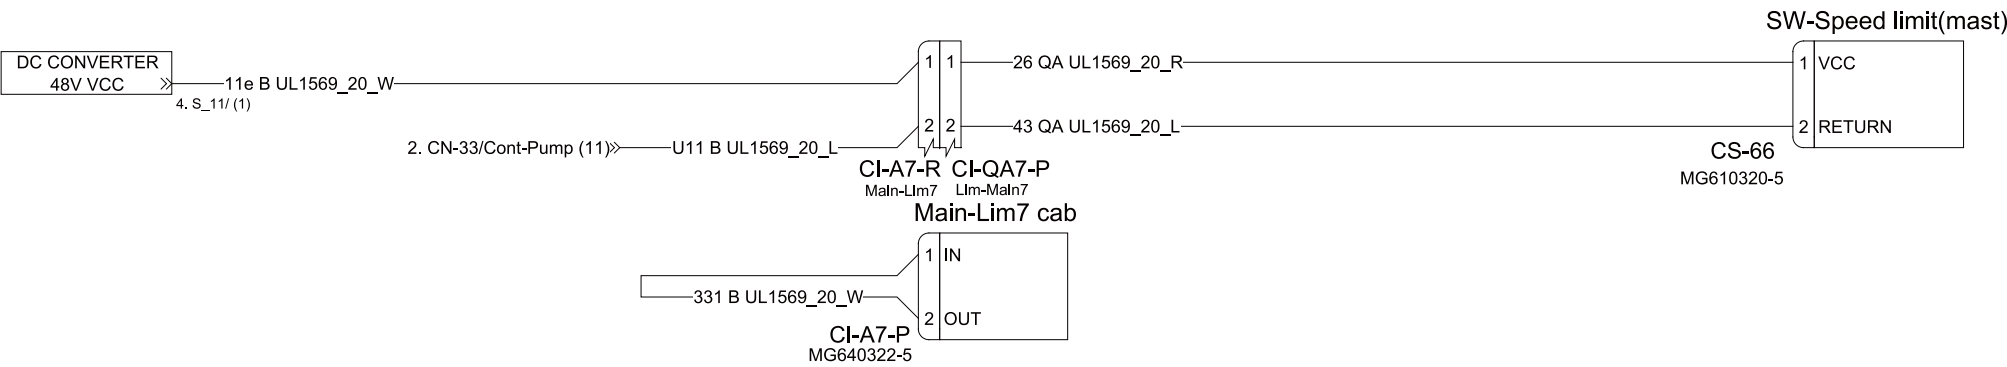 SW-Speed limit(mast)
DC CONVERTER
48V VCC
11e B UL1569_20_W
4. S_11/ (1)
1 1
26 QA UL1569_20_R
1 VCC
2. CN-33/Cont-Pump (11)
U11 B UL1569_20_L
2 2
43 QA UL1569_20_L
2 RETURN
CI-A7-R CI-QA7-P
Main-Lim7 Lim-Main7
CS-66
MG610320-5
Main-Lim7 cab
1 IN
331 B UL1569_20_W
2 OUT
CI-A7-P
MG640322-5